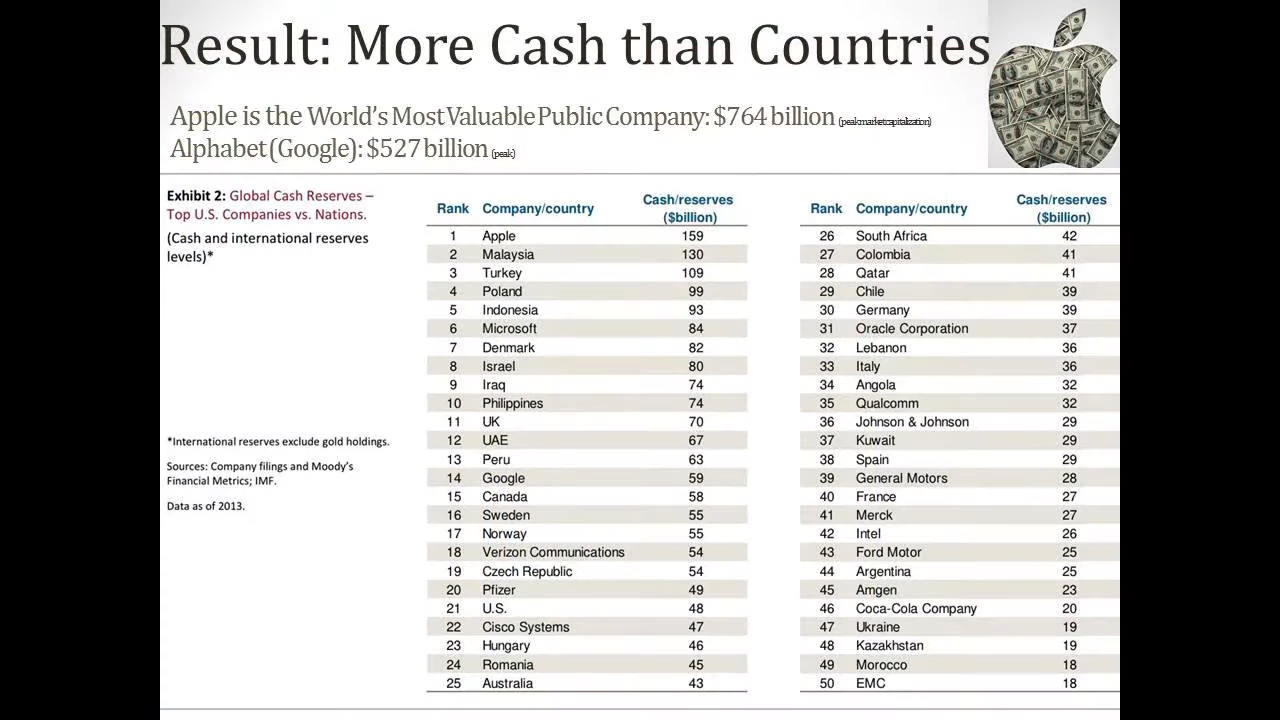 Result: More Cash than Countries
Apple is the World's Most Valuable Public Company: $764 billion (peak market capitalization)
Alphabet (Google): $527 billion (peak)
Exhibit 2: Global Cash Reserves –
Top U.S. Companies vs. Nations.
(Cash and international reserves
levels)*
*International reserves exclude gold holdings.
Sources: Company filings and Moody's
Financial Metrics; IMF.
Data as of 2013.
Rank Company/country Cash/reserves ($billion)
1 Apple 159
2 Malaysia 130
3 Turkey 109
4 Poland 99
5 Indonesia 93
6 Microsoft 84
7 Denmark 82
8 Israel 80
9 Iraq 74
10 Philippines 74
11 UK 70
12 UAE 67
13 Peru 63
14 Google 59
15 Canada 58
16 Sweden 55
17 Norway 55
18 Verizon Communications 54
19 Czech Republic 54
20 Pfizer 49
21 U.S. 48
22 Cisco Systems 47
23 Hungary 46
24 Romania 45
25 Australia 43
Rank Company/country Cash/reserves ($billion)
26 South Africa 42
27 Colombia 41
28 Qatar 41
29 Chile 39
30 Germany 39
31 Oracle Corporation 37
32 Lebanon 36
33 Italy 36
34 Angola 32
35 Qualcomm 32
36 Johnson & Johnson 29
37 Kuwait 29
38 Spain 29
39 General Motors 28
40 France 27
41 Merck 27
42 Intel 26
43 Ford Motor 25
44 Argentina 25
45 Amgen 23
46 Coca-Cola Company 20
47 Ukraine 19
48 Kazakhstan 19
49 Morocco 18
50 EMC 18